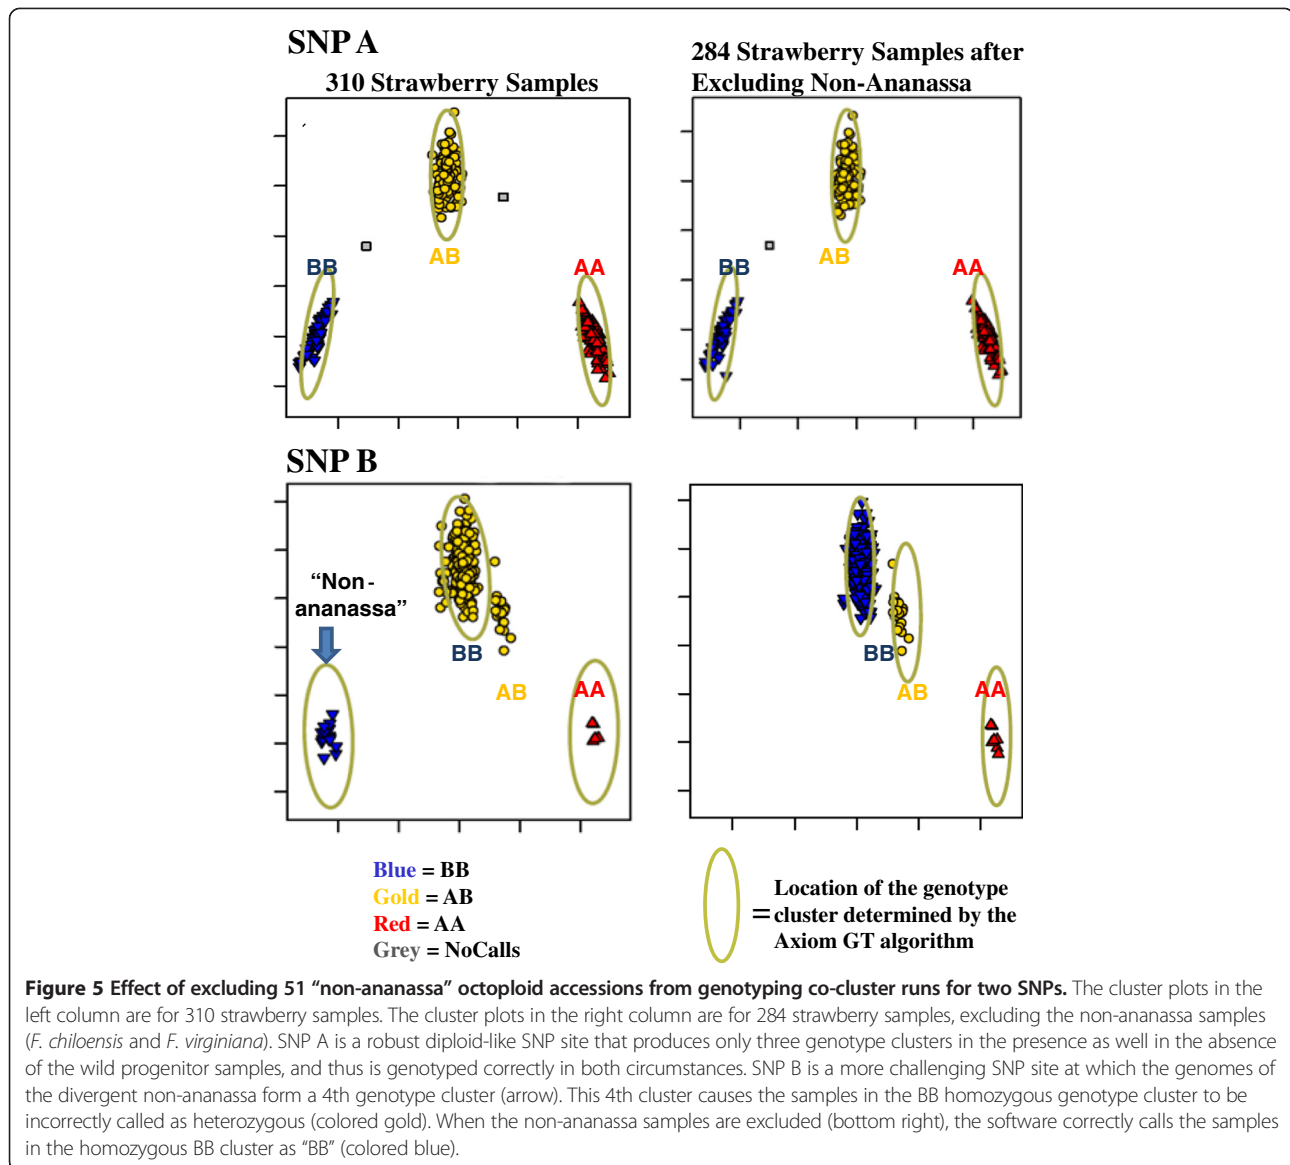 SNP A
310 Strawberry Samples
284 Strawberry Samples after
Excluding Non-Ananassa
BB
AB
AA
BB
AB
AA
SNP B
“Non-
ananassa”
BB
AB
AA
BB
AB
AA
Blue = BB
Gold = AB
Red = AA
Grey = NoCalls
= Location of the genotype
cluster determined by the
Axiom GT algorithm
Figure 5 Effect of excluding 51 “non-ananassa” octoploid accessions from genotyping co-cluster runs for two SNPs. The cluster plots in the
left column are for 310 strawberry samples. The cluster plots in the right column are for 284 strawberry samples, excluding the non-ananassa samples
(F. chiloensis and F. virginiana). SNP A is a robust diploid-like SNP site that produces only three genotype clusters in the presence as well in the absence
of the wild progenitor samples, and thus is genotyped correctly in both circumstances. SNP B is a more challenging SNP site at which the genomes of
the divergent non-ananassa form a 4th genotype cluster (arrow). This 4th cluster causes the samples in the BB homozygous genotype cluster to be
incorrectly called as heterozygous (colored gold). When the non-ananassa samples are excluded (bottom right), the software correctly calls the samples
in the homozygous BB cluster as “BB” (colored blue).